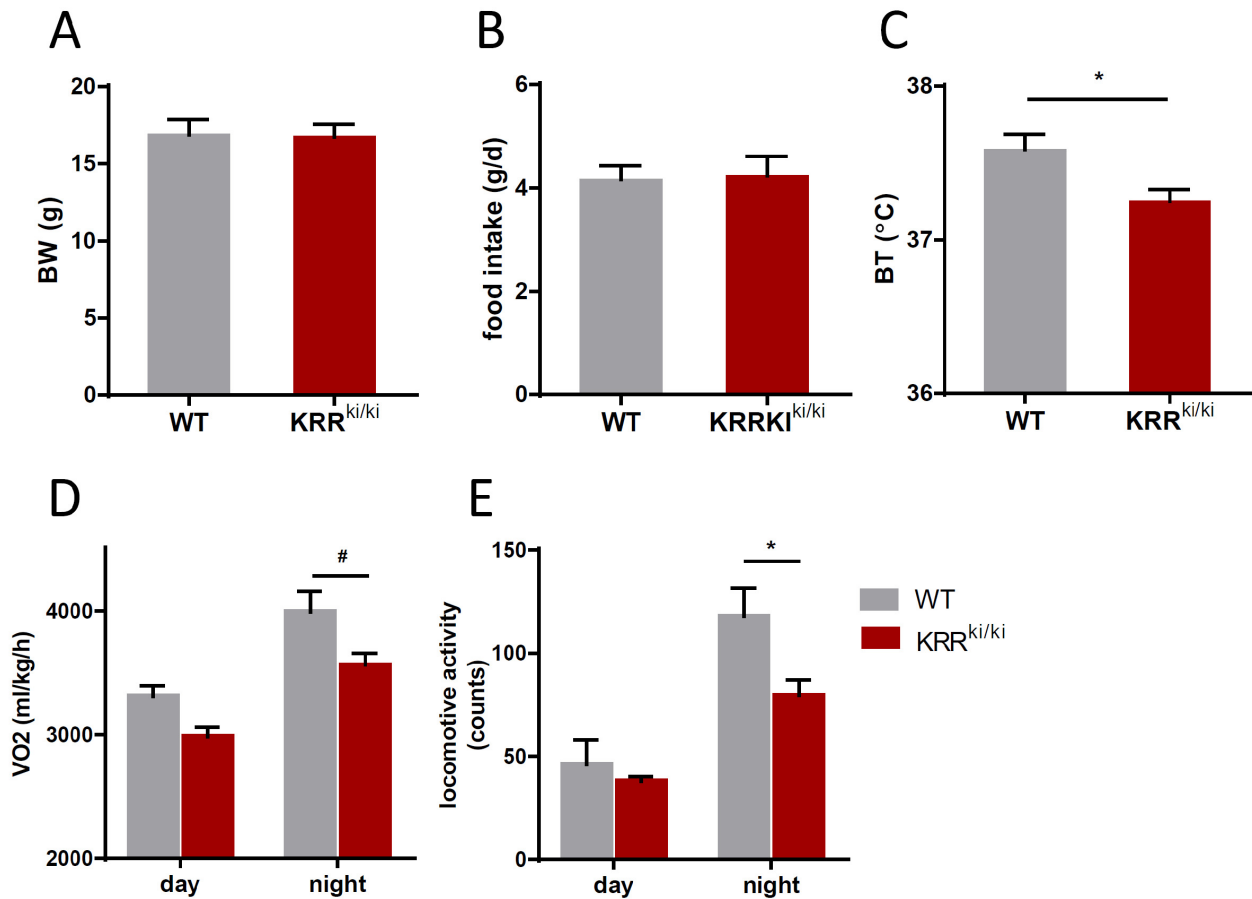 A
BW (g)
20
15
10
5
0
WT
KRR^ki/ki
B
food intake (g/d)
6
4
2
0
WT
KRRKI^ki/ki
C
BT (°C)
38
37
36
*
WT
KRR^ki/ki
D
VO2 (ml/kg/h)
4000
3000
2000
#
day
night
E
locomotive activity
(counts)
150
100
50
0
*
day
night
WT
KRR^ki/ki